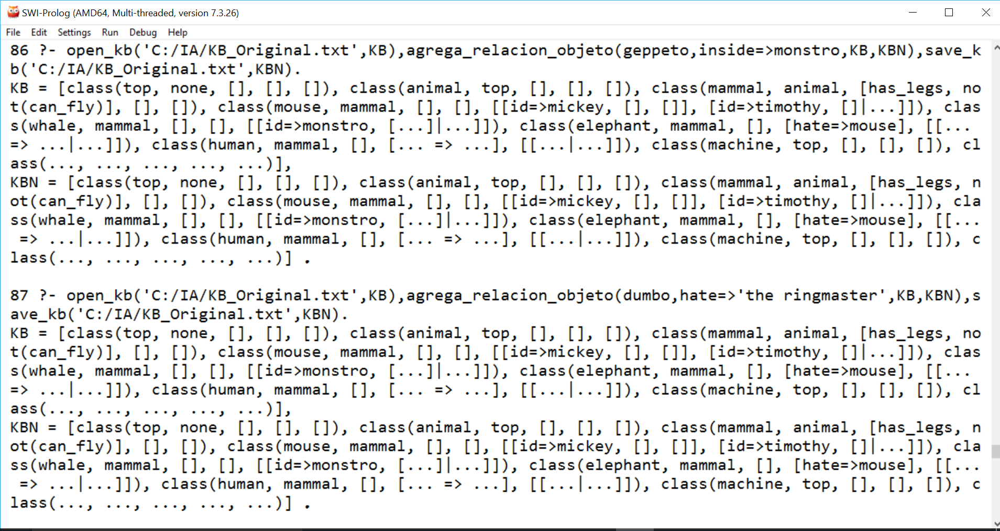 SWI-Prolog (AMD64, Multi-threaded, version 7.3.26)
File Edit Settings Run Debug Help
86 ?- open_kb('C:/IA/KB_Original.txt',KB),agrega_relacion_objeto(geppeto,inside=>monstro,KB,KBN),save_k
b('C:/IA/KB_Original.txt',KBN).
KB = [class(top, none, [], [], []), class(animal, top, [], [], []), class(mammal, animal, [has_legs, no
t(can_fly)], [], []), class(mouse, mammal, [], [], [[id=>mickey, [], []], [id=>timothy, []|...]]), clas
s(whale, mammal, [], [], [[id=>monstro, [...]|...]]), class(elephant, mammal, [], [hate=>mouse], [[...
=> ...|...]]), class(human, mammal, [], [... => ...], [[...|...]]), class(machine, top, [], [], []), cl
ass(..., ..., ..., ..., ...)],
KBN = [class(top, none, [], [], []), class(animal, top, [], [], []), class(mammal, animal, [has_legs, n
ot(can_fly)], [], []), class(mouse, mammal, [], [], [[id=>mickey, [], []], [id=>timothy, []|...]]), cla
ss(whale, mammal, [], [], [[id=>monstro, [...]|...]]), class(elephant, mammal, [], [hate=>mouse], [[...
 => ...|...]]), class(human, mammal, [], [... => ...], [[...|...]]), class(machine, top, [], [], []), c
lass(..., ..., ..., ..., ...)] .
87 ?- open_kb('C:/IA/KB_Original.txt',KB),agrega_relacion_objeto(dumbo,hate=>'the ringmaster',KB,KBN),s
ave_kb('C:/IA/KB_Original.txt',KBN).
KB = [class(top, none, [], [], []), class(animal, top, [], [], []), class(mammal, animal, [has_legs, no
t(can_fly)], [], []), class(mouse, mammal, [], [], [[id=>mickey, [], []], [id=>timothy, []|...]]), clas
s(whale, mammal, [], [], [[id=>monstro, [...]|...]]), class(elephant, mammal, [], [hate=>mouse], [[...
=> ...|...]]), class(human, mammal, [], [... => ...], [[...|...]]), class(machine, top, [], [], []), cl
ass(..., ..., ..., ..., ...)],
KBN = [class(top, none, [], [], []), class(animal, top, [], [], []), class(mammal, animal, [has_legs, n
ot(can_fly)], [], []), class(mouse, mammal, [], [], [[id=>mickey, [], []], [id=>timothy, []|...]]), cla
ss(whale, mammal, [], [], [[id=>monstro, [...]|...]]), class(elephant, mammal, [], [hate=>mouse], [[...
 => ...|...]]), class(human, mammal, [], [... => ...], [[...|...]]), class(machine, top, [], [], []), c
lass(..., ..., ..., ..., ...)] .